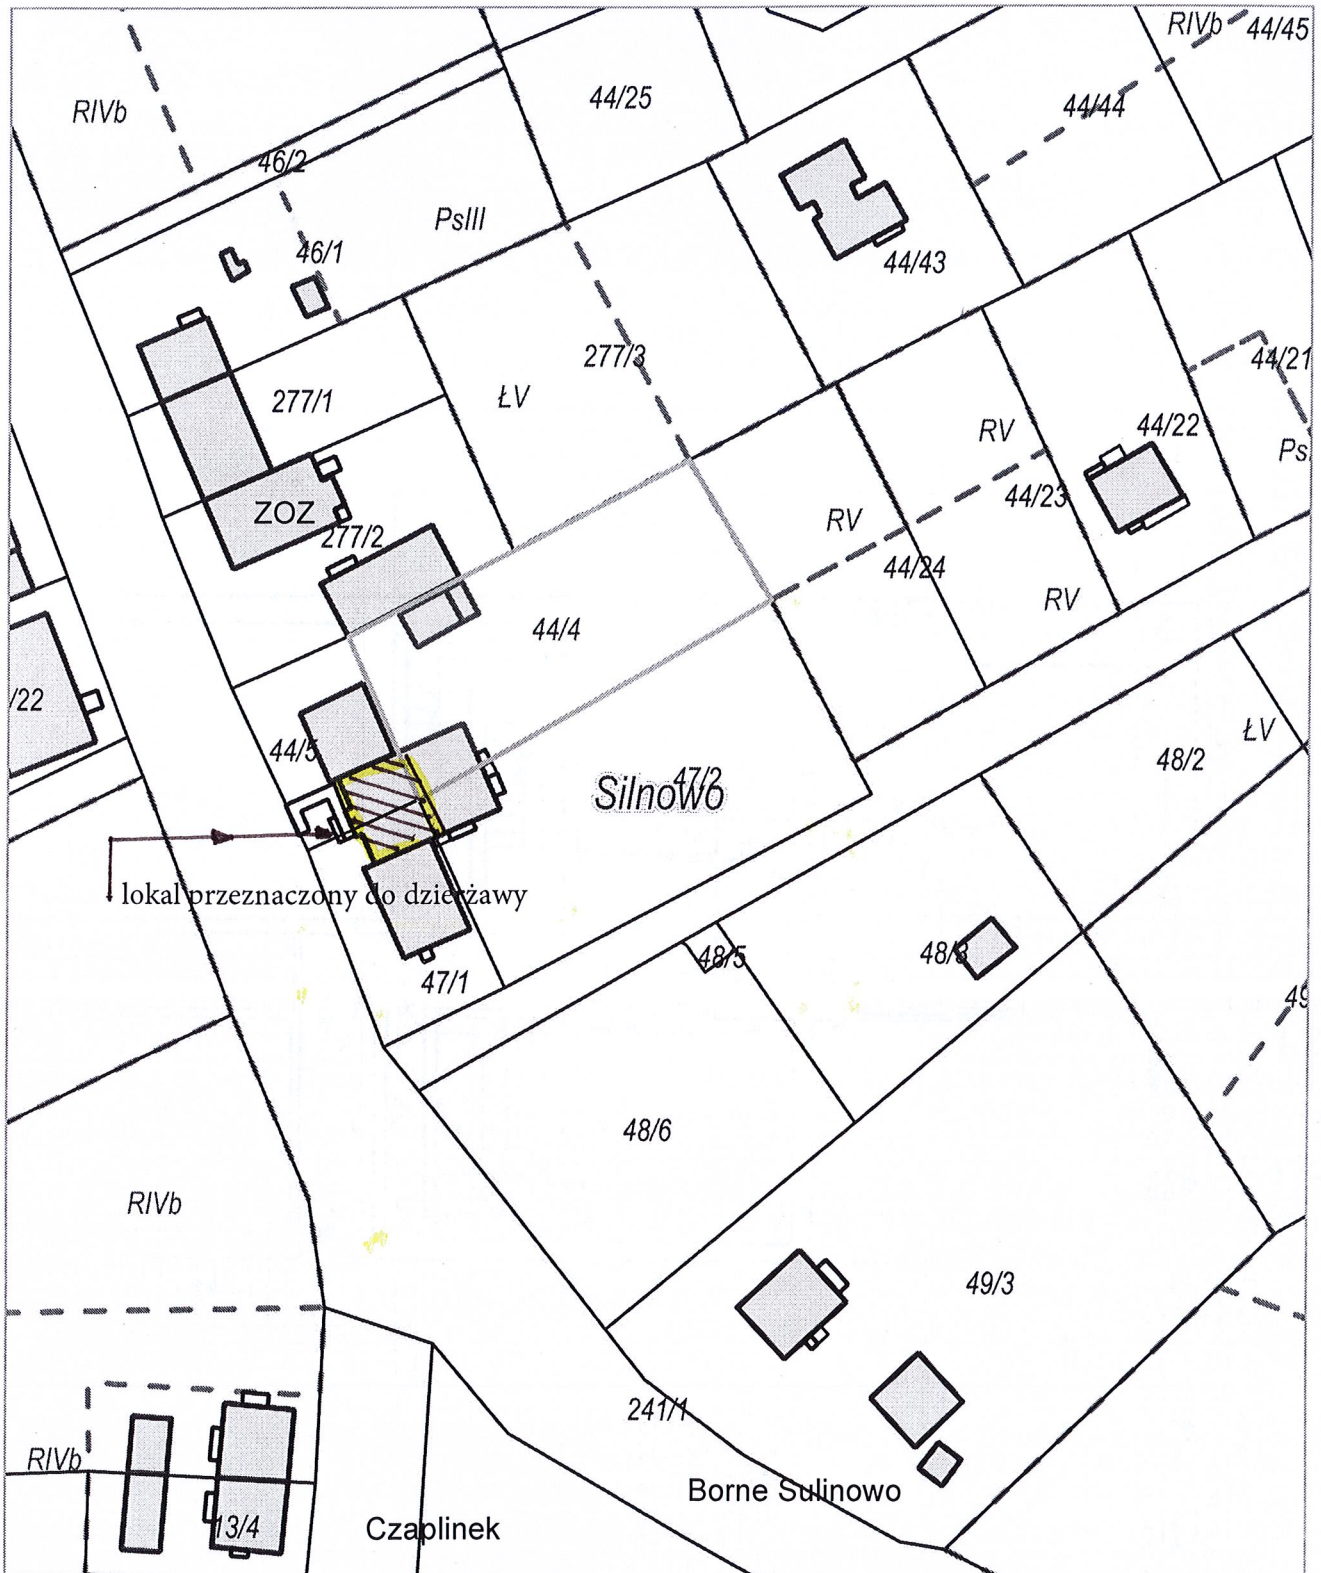 RIVb 44/45
44/25
44/44
RIVb
46/2
PsIII
46/1
44/43
277/3
44/21
277/1
ŁV
RV
44/22
Ps
44/23
ZOZ
RV
277/2
44/24
RV
44/4
/22
ŁV
44/5
48/2
47/2
Silnowo
lokal przeznaczony do dzierżawy
48/5
48/3
47/1
49
48/6
RIVb
49/3
241/1
RIVb
Borne Sulinowo
13/4
Czaplinek